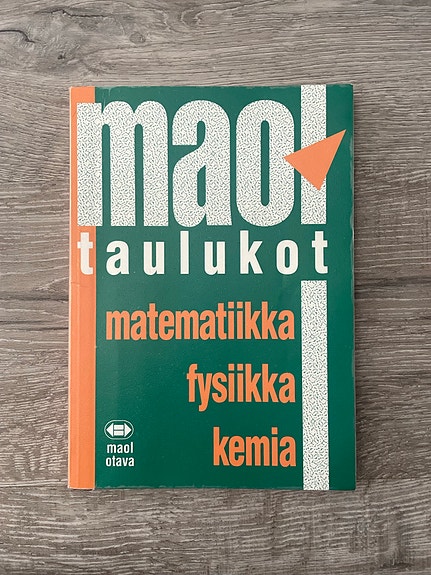 maol
taulukot
matematiikka
fysiikka
kemia
maol
otava